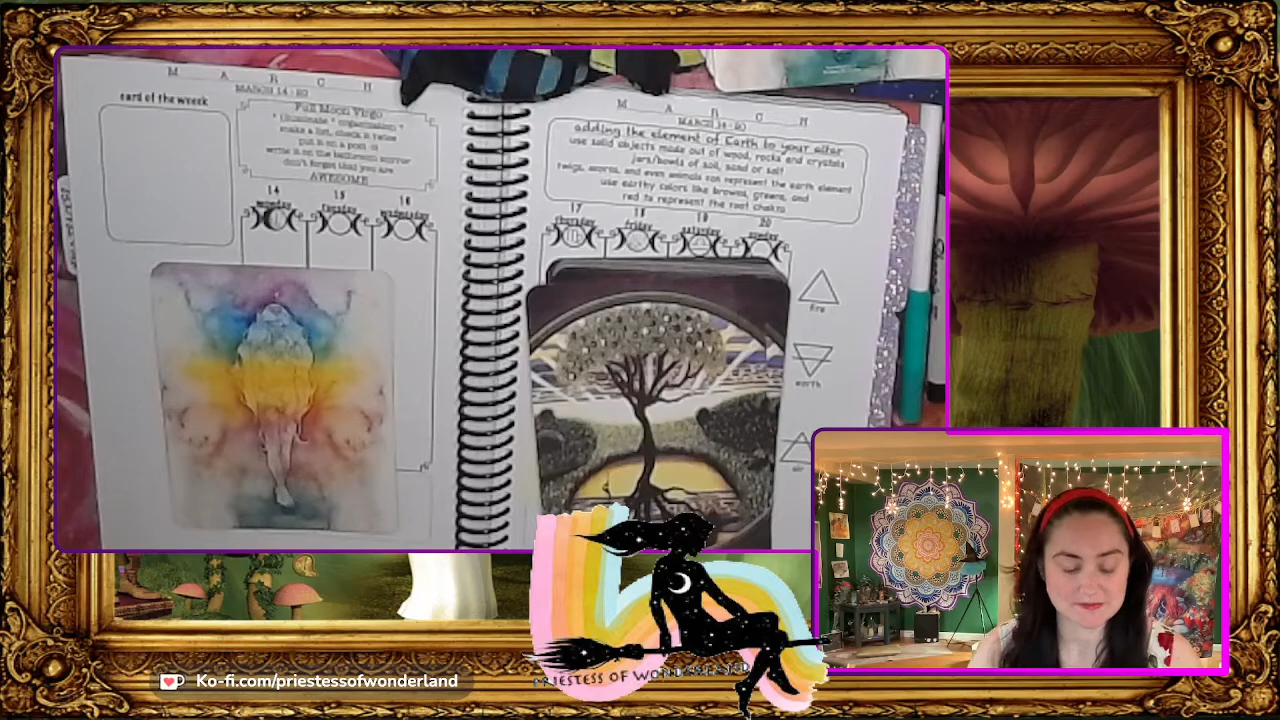 M A R C H
MARCH 14 - 20
card of the week
Full Moon Virgo
* illuminate * organization *
make a list, check it twice
put it on a post it
write it on the bathroom mirror
don't forget that you are
AWESOME
14 15 16
monday tuesday wednesday
M A R C H
MARCH 14 - 20
adding the element of Earth to your altar
use solid objects made out of wood, rocks and crystals
jars/bowls of soil, sand or salt
twigs, acorns, and even animals can represent the earth element
use earthy colors like browns, greens, and
red to represent the root chakra
17 18 19 20
thursday friday saturday sunday
fire
earth
air
PRIESTESS OF WONDERLAND
Ko-fi.com/priestessofwonderland